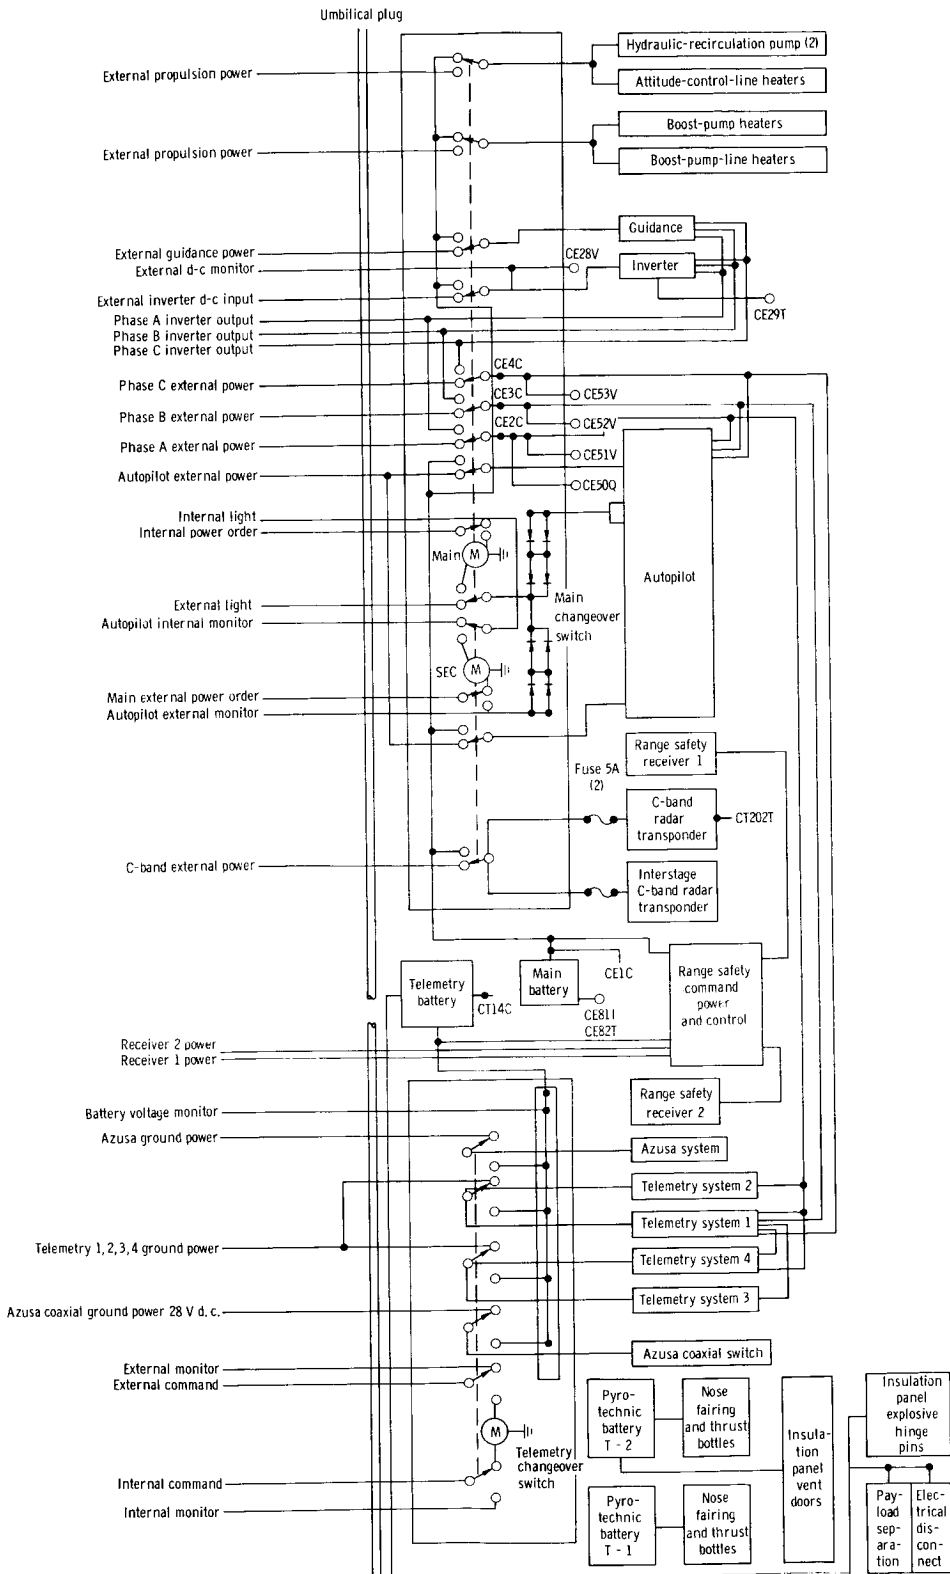 Umbilical plug
External propulsion power
Hydraulic-recirculation pump (2)
Attitude-control-line heaters
External propulsion power
Boost-pump heaters
Boost-pump-line heaters
Guidance
External guidance power
External d-c monitor
CE28V
Inverter
External inverter d-c input
CE29T
Phase A inverter output
Phase B inverter output
Phase C inverter output
CE4C
Phase C external power
CE53V
CE3C
Phase B external power
CE52V
CE2C
Phase A external power
CE51V
Autopilot external power
CE50Q
Internal light
Internal power order
Main
M
Autopilot
External light
Main
changeover
switch
Autopilot internal monitor
SEC
M
Main external power order
Autopilot external monitor
Range safety
receiver 1
Fuse 5A
(2)
C-band
radar
transponder
CT202T
C-band external power
Interstage
C-band radar
transponder
Telemetry
battery
CT14C
Main
battery
CE1C
CE81T
CE82T
Range safety
command
power
and control
Receiver 2 power
Receiver 1 power
Range safety
receiver 2
Battery voltage monitor
Azusa ground power
Azusa system
Telemetry system 2
Telemetry system 1
Telemetry 1, 2, 3, 4 ground power
Telemetry system 4
Telemetry system 3
Azusa coaxial ground power 28 V d. c.
Azusa coaxial switch
External monitor
External command
M
Telemetry
changeover
switch
Internal command
Internal monitor
Pyro-
technic
battery
T - 2
Nose
fairing
and thrust
bottles
Pyro-
technic
battery
T - 1
Nose
fairing
and thrust
bottles
Insula-
tion
panel
vent
doors
Insulation
panel
explosive
hinge
pins
Pay-
load
sep-
ara-
tion
Elec-
trical
dis-
con-
nect